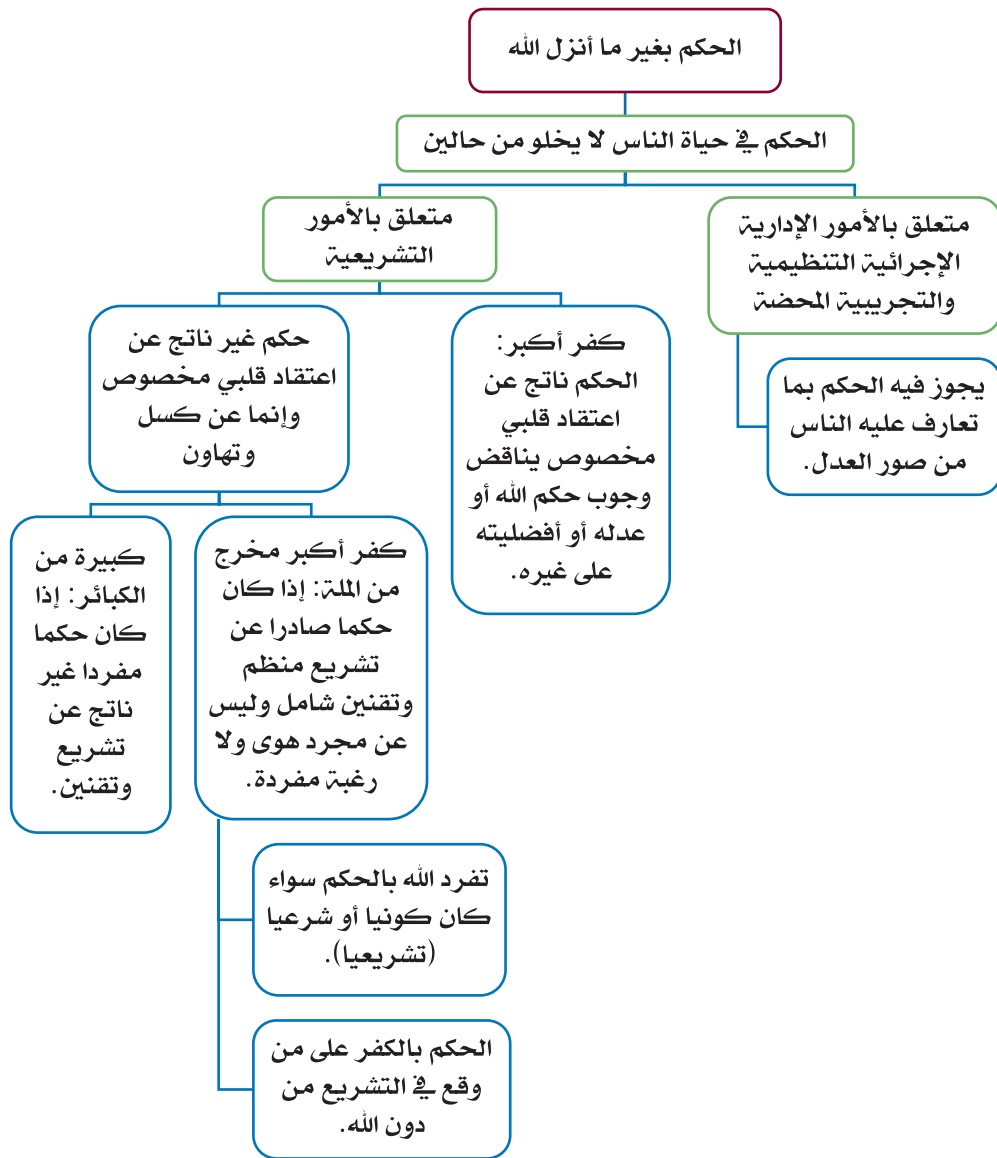 الحكم بغير ما أنزل الله
الحكم في حياة الناس لا يخلو من حالين
متعلق بالأمور الإدارية
الإجرائية التنظيمية
والتجريبية المحضة
يجوز فيه الحكم بما
تعارف عليه الناس
من صور العدل.
متعلق بالأمور
التشريعية
كفر أكبر:
الحكم ناتج عن
اعتقاد قلبي
مخصوص يناقض
وجوب حكم الله أو
عدله أو أفضليته
على غيره.
حكم غير ناتج عن
اعتقاد قلبي مخصوص
وإنما عن كسل
وتهاون
كفر أكبر مخرج
من الملة: إذا كان
حكما صادرا عن
تشريع منظم
وتقنين شامل وليس
عن مجرد هوى ولا
رغبة مفردة.
تفرد الله بالحكم سواء
كان كونيا أو شرعيا
(تشريعيا).
الحكم بالكفر على من
وقع في التشريع من
دون الله.
كبيرة من
الكبائر: إذا
كان حكما
مفردا غير
ناتج عن
تشريع
وتقنين.